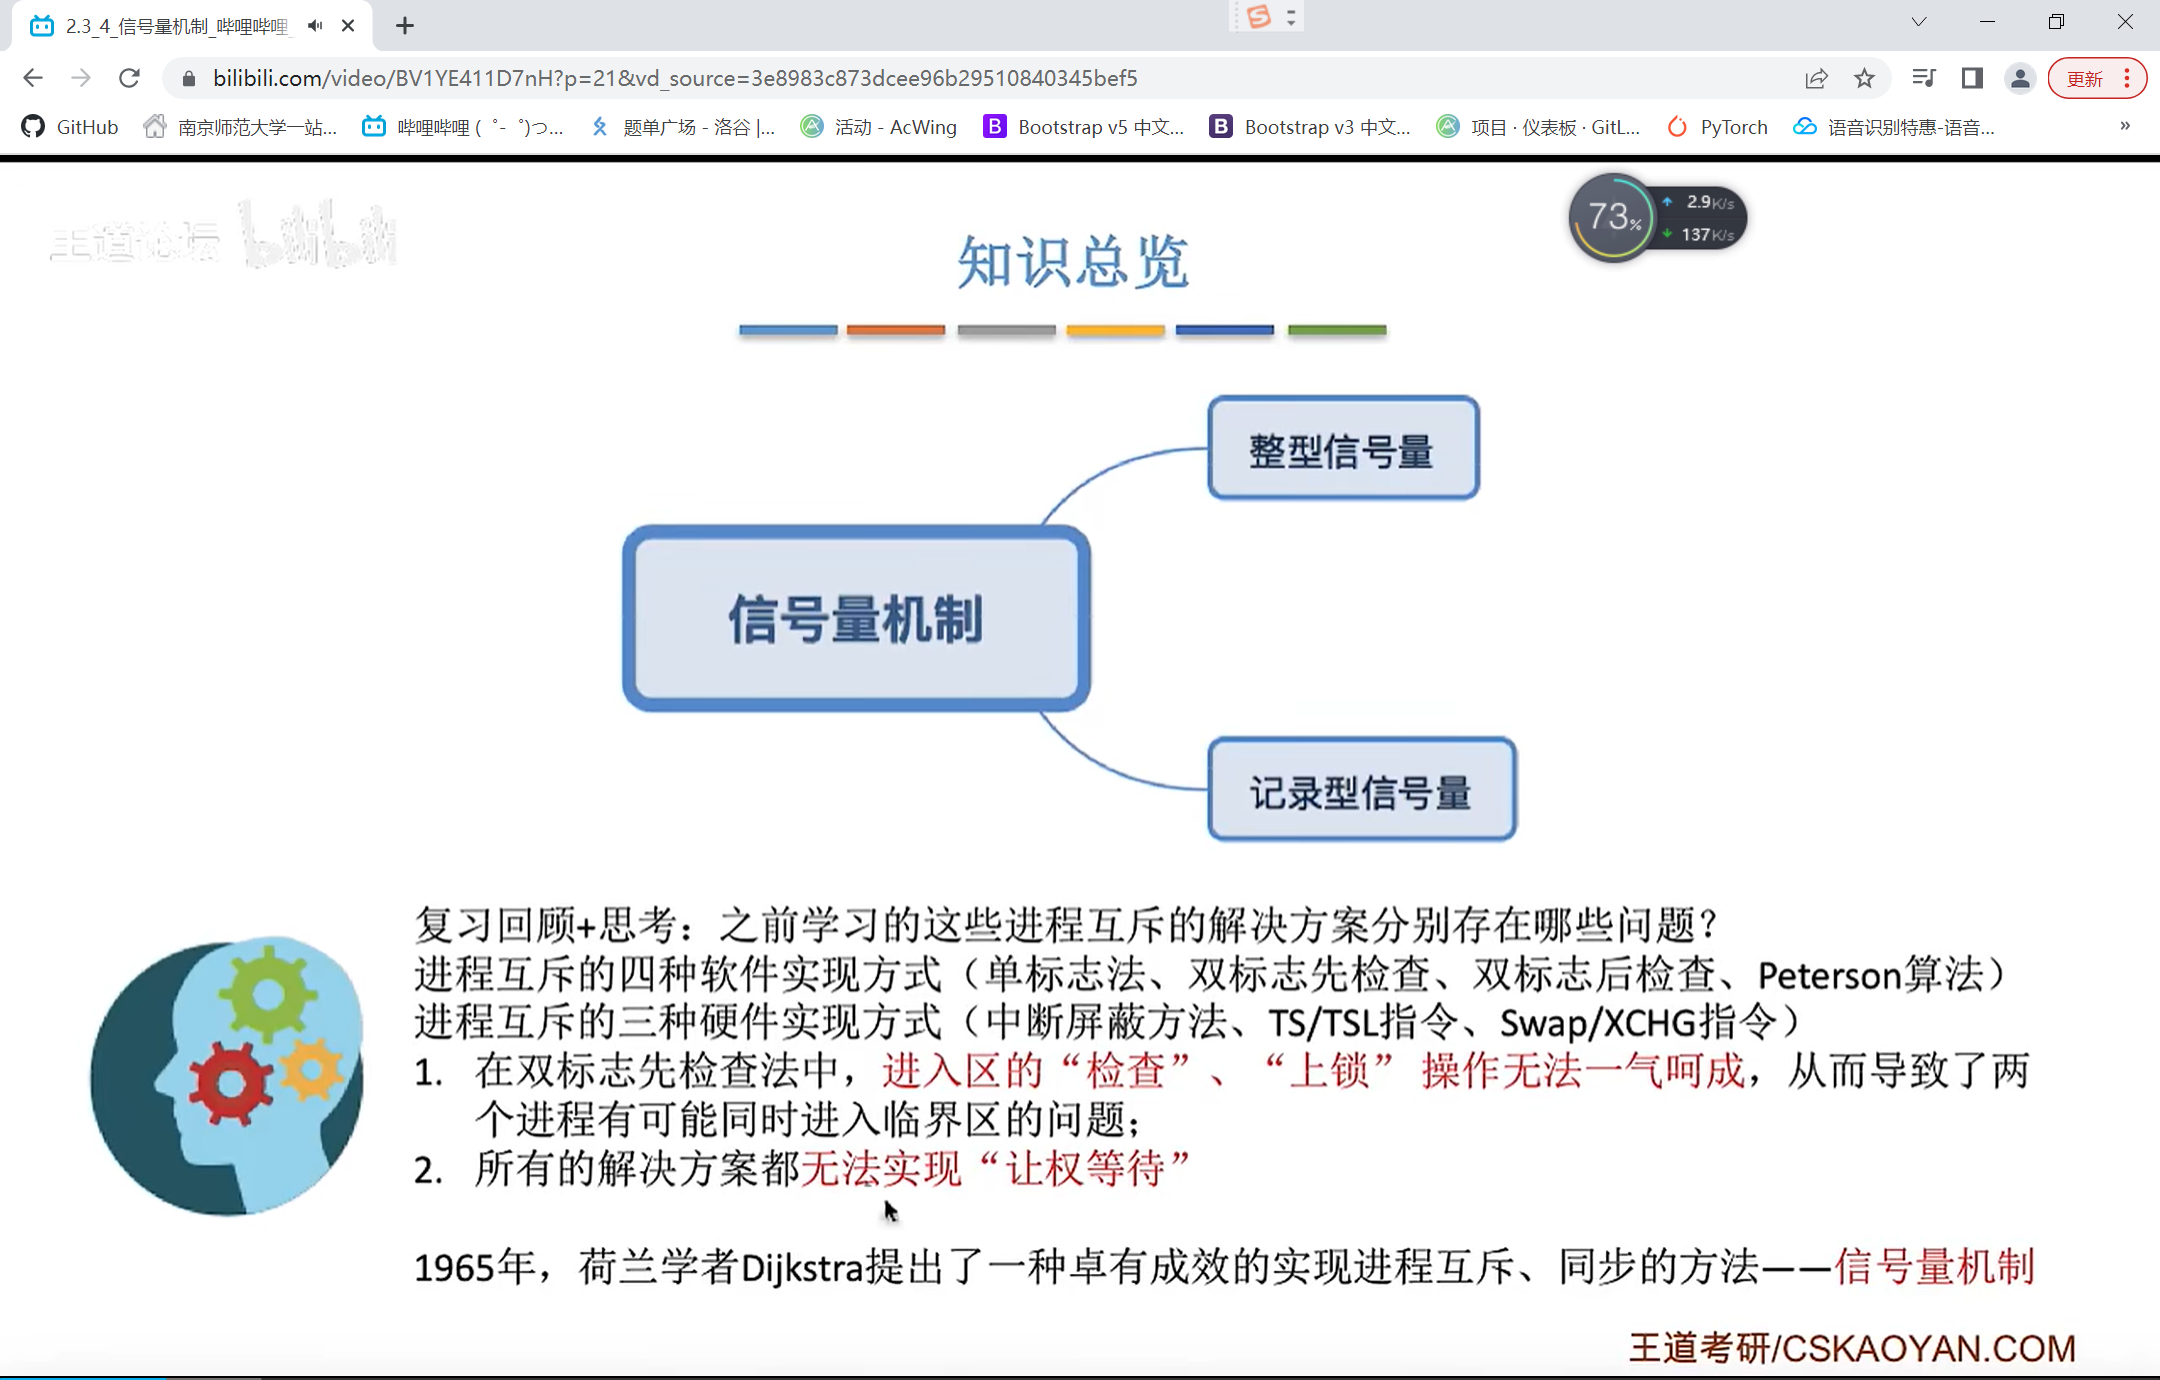 2.3_4_信号量机制_哔哩哔哩_
bilibili.com/video/BV1YE411D7nH?p=21&vd_source=3e8983c873dcee96b29510840345bef5
更新
GitHub
南京师范大学一站...
哔哩哔哩 ( ゜- ゜)つ...
题单广场 - 洛谷 |...
活动 - AcWing
Bootstrap v5 中文...
Bootstrap v3 中文...
项目 · 仪表板 · GitL...
PyTorch
语音识别特惠-语音...
»
王道论坛 bilibili
73%
2.9K/s
137K/s
知识总览
整型信号量
信号量机制
记录型信号量
复习回顾+思考：之前学习的这些进程互斥的解决方案分别存在哪些问题？
进程互斥的四种软件实现方式（单标志法、双标志先检查、双标志后检查、Peterson算法）
进程互斥的三种硬件实现方式（中断屏蔽方法、TS/TSL指令、Swap/XCHG指令）
1. 在双标志先检查法中，进入区的“检查”、“上锁” 操作无法一气呵成，从而导致了两
个进程有可能同时进入临界区的问题；
2. 所有的解决方案都无法实现“让权等待”
1965年，荷兰学者Dijkstra提出了一种卓有成效的实现进程互斥、同步的方法——信号量机制
王道考研/CSKAOYAN.COM